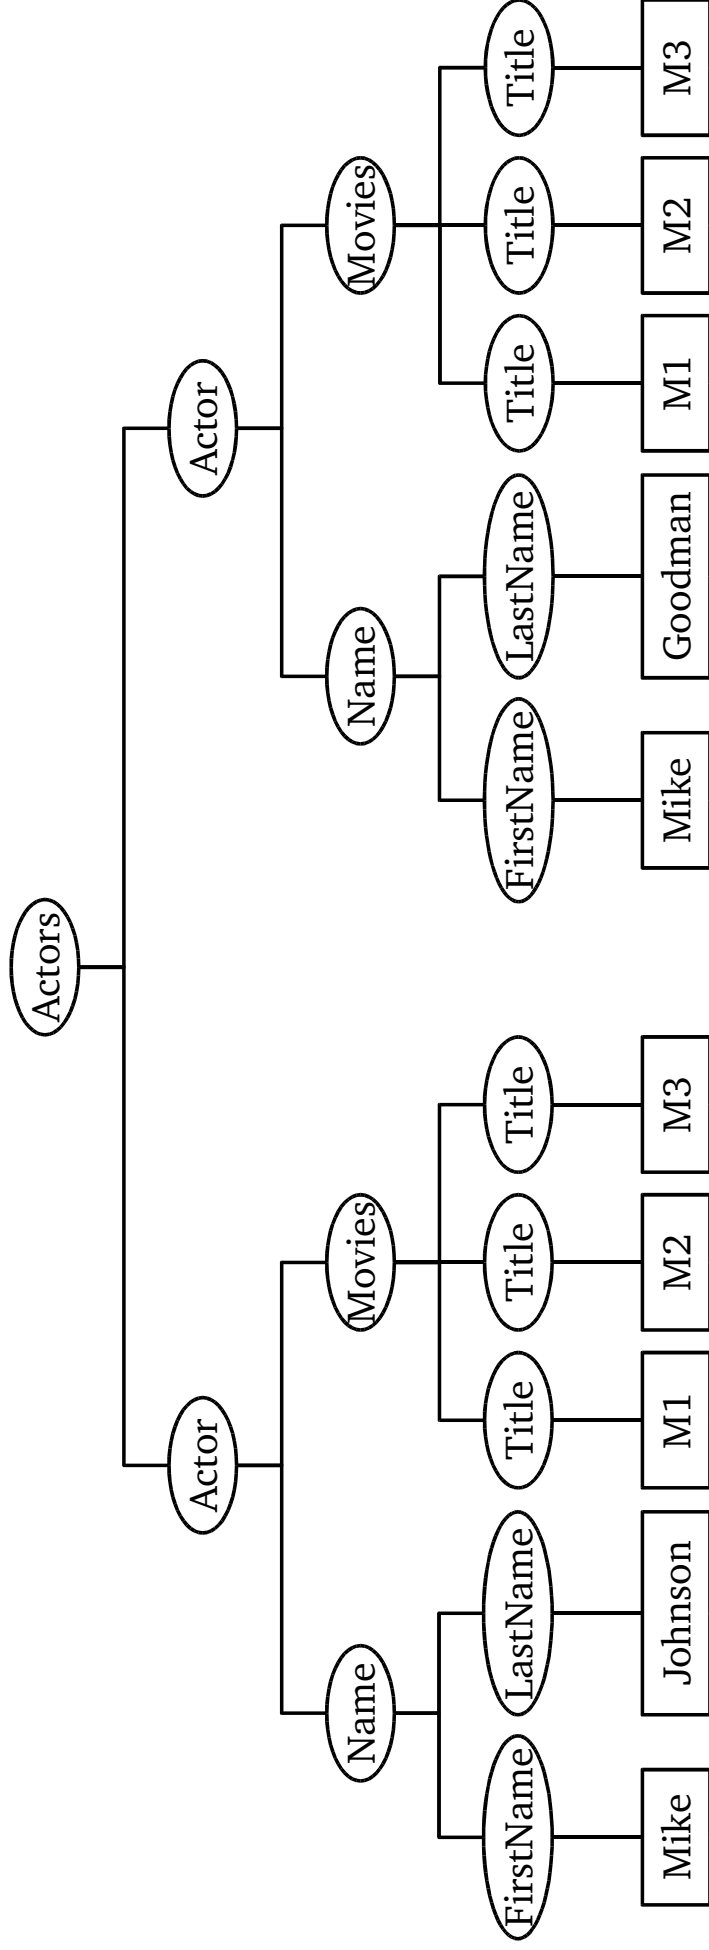 Actors
Actor
Actor
Name
Movies
Name
Movies
FirstName
LastName
Title
Title
Title
FirstName
LastName
Title
Title
Title
Mike
Johnson
M1
M2
M3
Mike
Goodman
M1
M2
M3